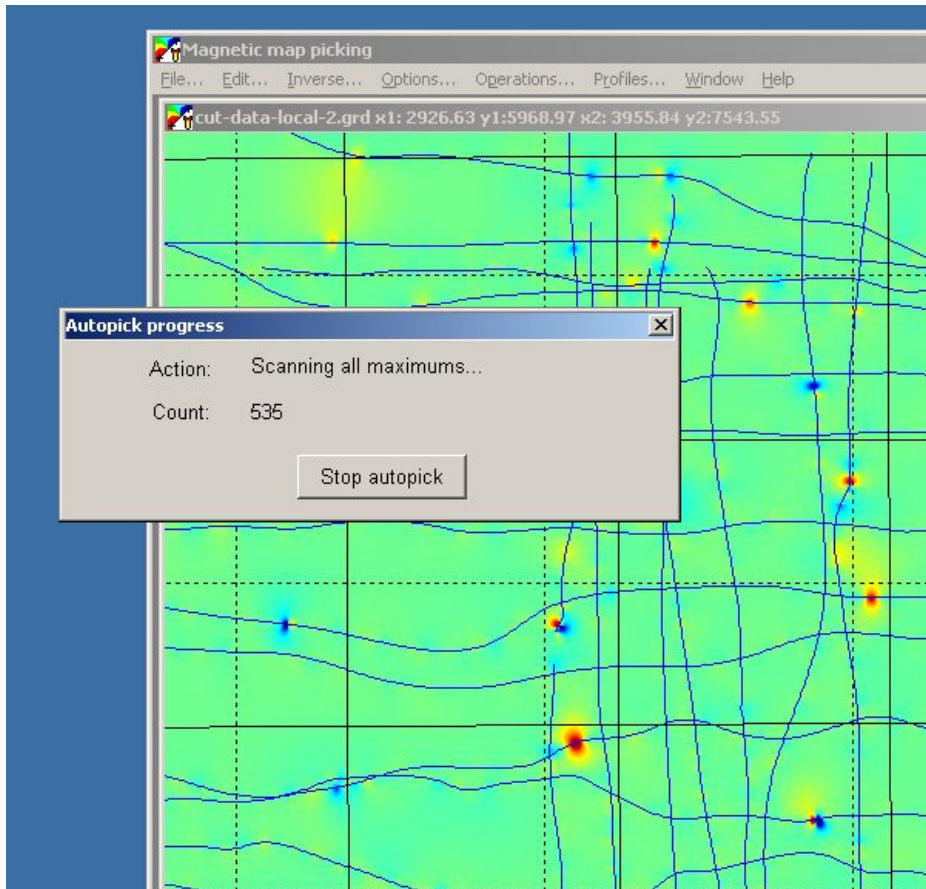 Magnetic map picking
File... Edit... Inverse... Options... Operations... Profiles... Window Help
cut-data-local-2.grd x1: 2926.63 y1:5968.97 x2: 3955.84 y2:7543.55
Autopick progress
Action: Scanning all maximums...
Count: 535
Stop autopick